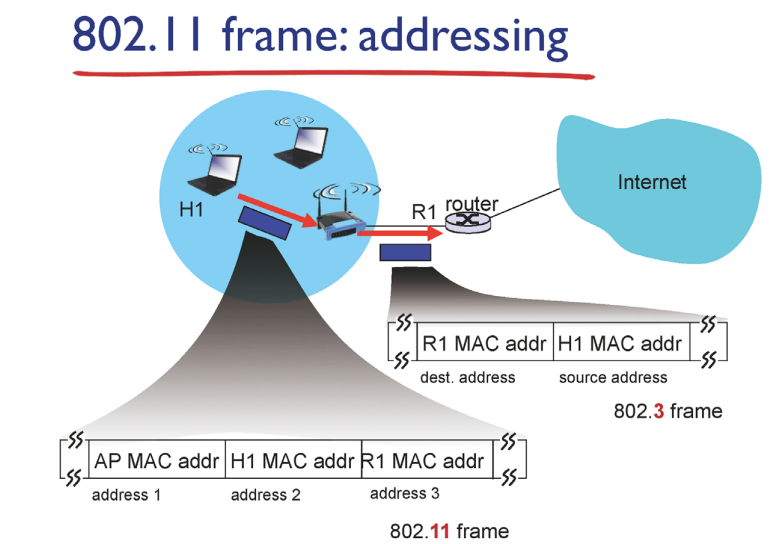 802.11 frame: addressing
Internet
R1 router
H1
R1 MAC addr H1 MAC addr
dest. address source address
802.3 frame
AP MAC addr H1 MAC addr R1 MAC addr
address 1 address 2 address 3
802.11 frame